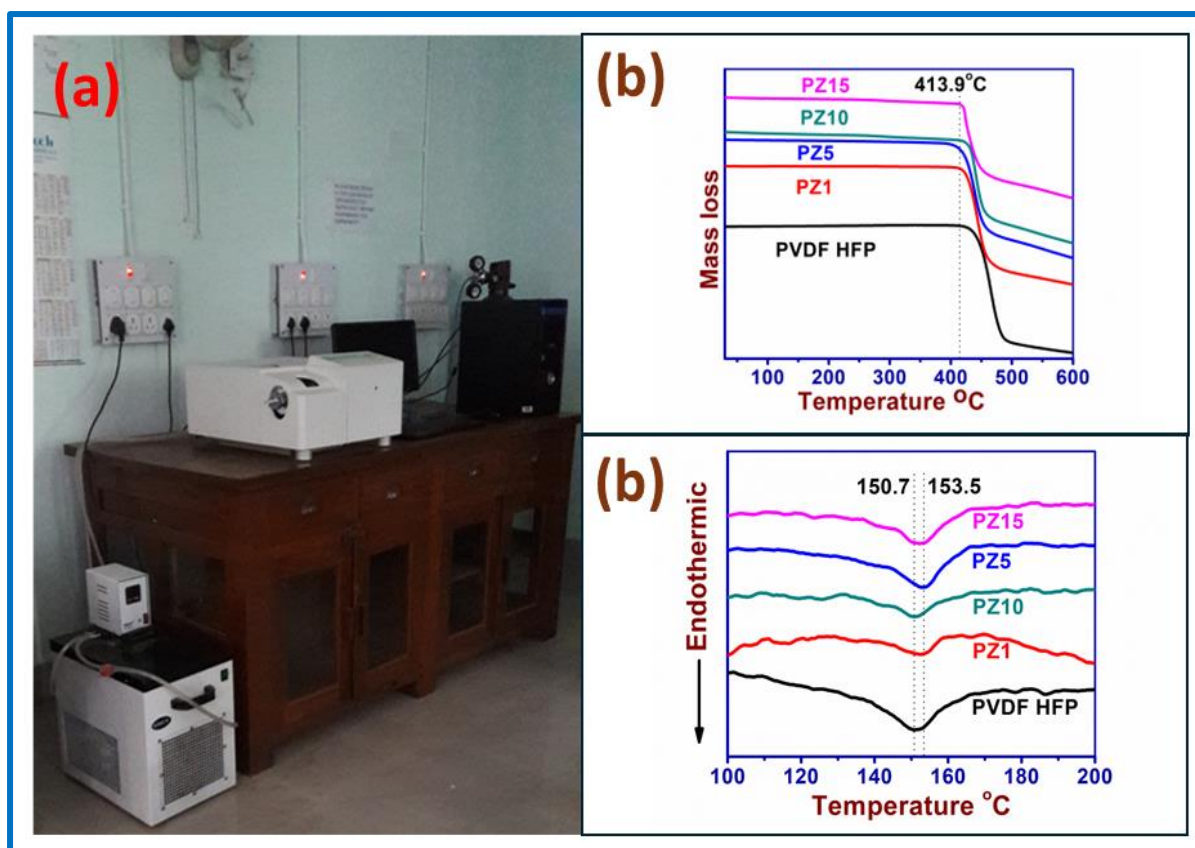 (a)
(b)
413.9°C
PZ15
PZ10
PZ5
PZ1
PVDF HFP
Mass loss
100 200 300 400 500 600
Temperature °C
(b)
150.7 153.5
PZ15
PZ5
PZ10
PZ1
PVDF HFP
Endothermic
100 120 140 160 180 200
Temperature °C